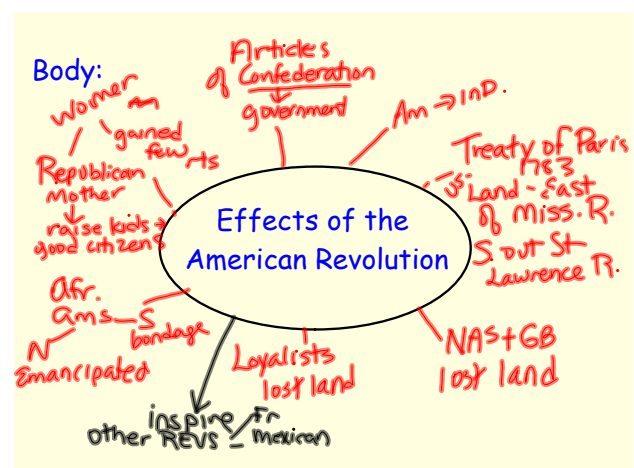 Body:
Women
gained
few rts
Republican
Mother
raise kids →
good citizens
Articles
of Confederation
government
Am → InD.
Treaty of Paris
1783
Land - East
of Miss. R.
S. out St
Lawrence R.
Effects of the
American Revolution
Afr.
Ams S
bondage
N
Emancipated
Loyalists
lost land
NAS + GB
lost land
inspire Fr
other REVS - mexican